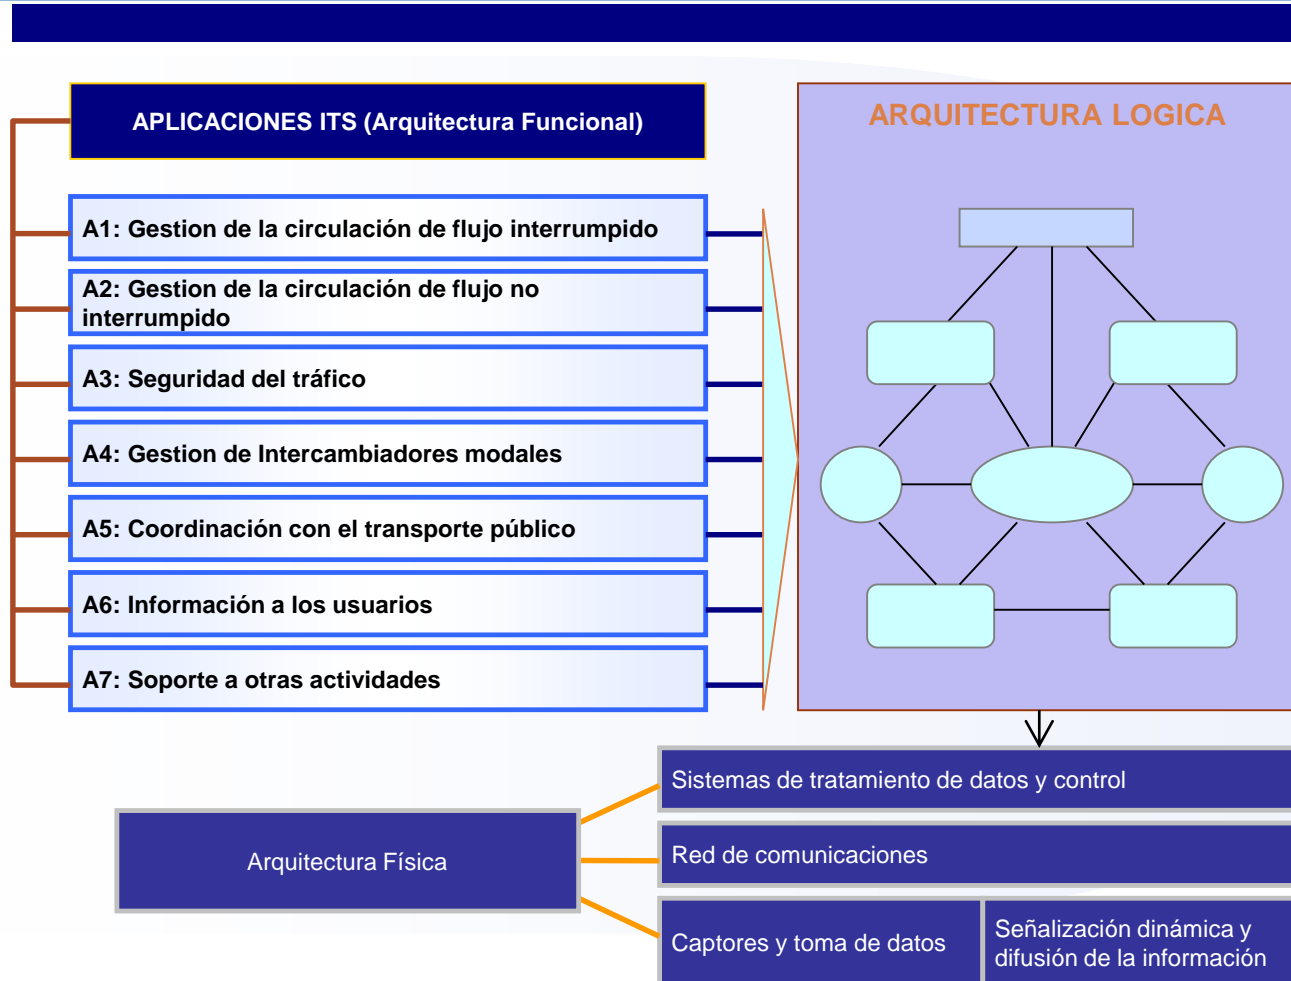 APLICACIONES ITS (Arquitectura Funcional)
A1: Gestion de la circulación de flujo interrumpido
A2: Gestion de la circulación de flujo no
interrumpido
A3: Seguridad del tráfico
A4: Gestion de Intercambiadores modales
A5: Coordinación con el transporte público
A6: Información a los usuarios
A7: Soporte a otras actividades
ARQUITECTURA LOGICA
Arquitectura Física
Sistemas de tratamiento de datos y control
Red de comunicaciones
Captores y toma de datos
Señalización dinámica y
difusión de la información